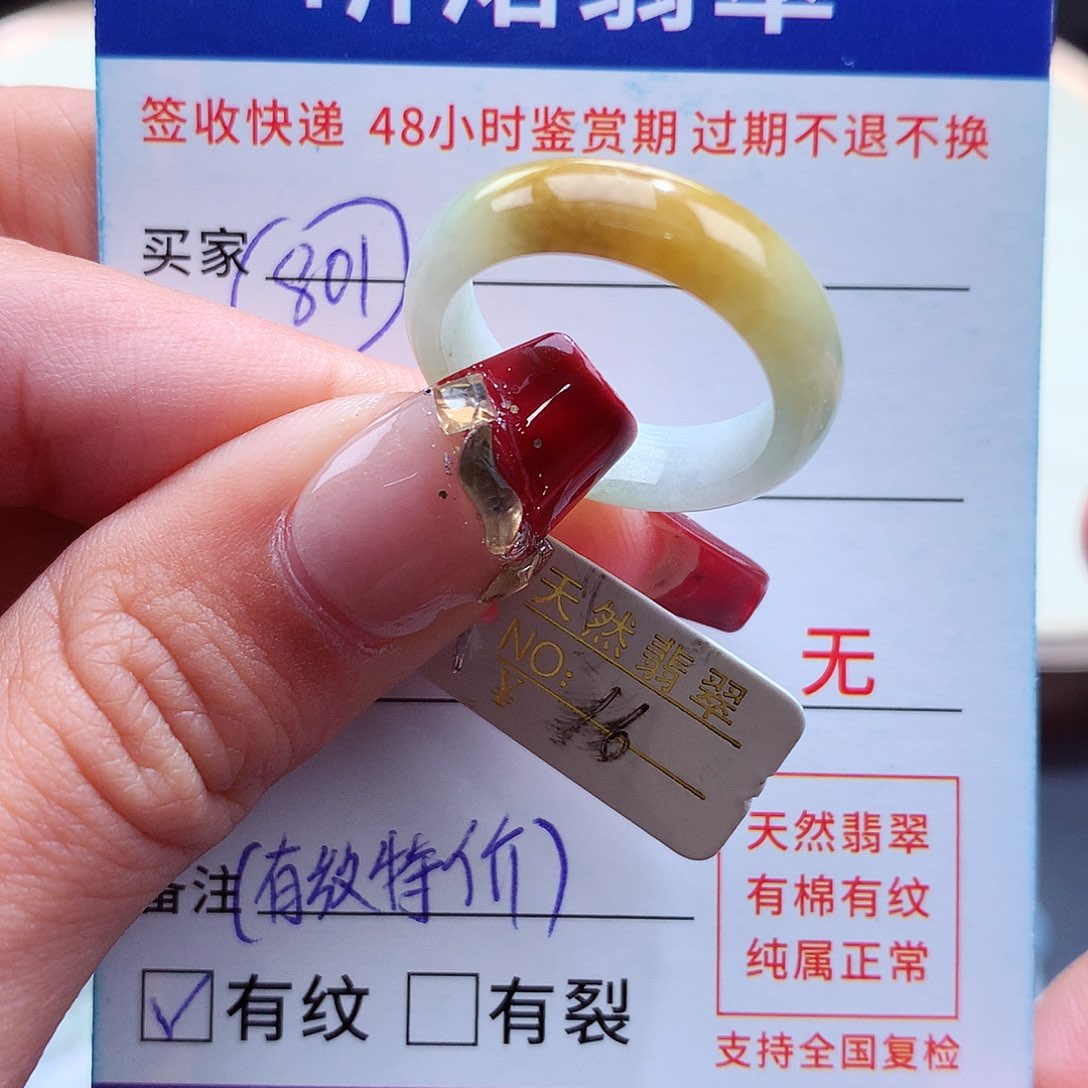 翡翠
签收快递 48小时鉴赏期 过期不退不换
买家 (801)
无
天然翡翠
NO: 16
天然翡翠
有棉有纹
纯属正常
备注 (有纹特价)
有纹 有裂
支持全国复检